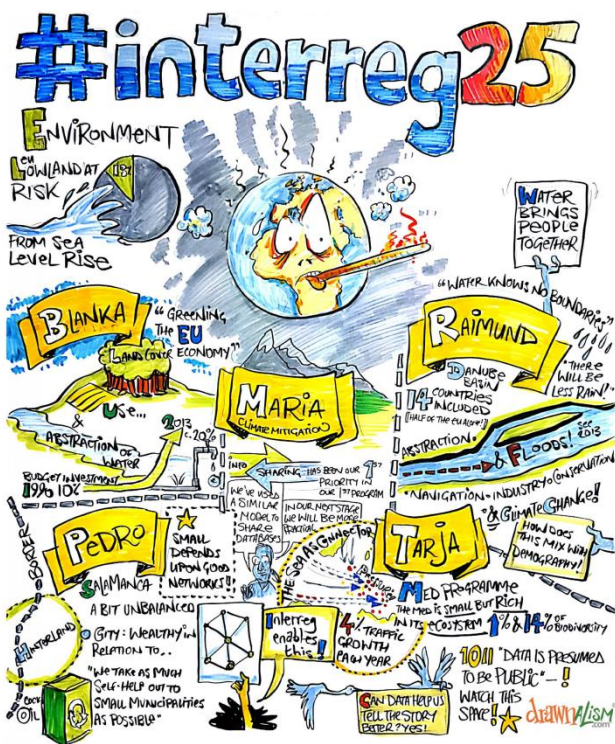 #interreg25
ENVIRONMENT
eu
LOWLAND AT
RISK
FROM SEA
LEVEL RISE
WATER
BRINGS
PEOPLE
TOGETHER
"WATER KNOWS NO BOUNDARIES"
BLANKA
"GREENING
THE EU
ECONOMY"
LAND COVER
& USE...
ABSTRACTION OF
WATER
2013
c.20%
BUDGET INVESTMENT
10%
MARIA
CLIMATE MITIGATION
RAIMUND
DANUBE
BASIN
14 COUNTRIES
INCLUDED
[HALF OF THE EU ALONE!]
"THERE
WILL BE
LESS RAIN!"
ABSTRACTION •
& FLOODS!
SEE
2013
• NAVIGATION • INDUSTRY • CONSERVATION
"& CLIMATE CHANGE!
INFO
SHARING HAS BEEN OUR 1ST
PRIORITY IN
OUR 1ST PROGRAM
WE'VE USED
A SIMILAR
MODEL TO
SHARE
DATABASES
IN OUR NEXT STAGE
WE WILL BE MORE
PRACTICAL
BORDER
PEDRO
SALAMANCA
A BIT UNBALANCED
• CITY: WEALTHY IN
RELATION TO..
HINTERLAND
"WE TAKE AS MUCH
SELF-HELP OUT TO
SMALL MUNICIPALITIES
AS POSSIBLE"
COCK
OIL
SMALL
DEPENDS
UPON GOOD
NETWORKS!!
THE SEA AS CONNECTOR
Interreg
enables
this!
4% TRAFFIC
GROWTH
EACH YEAR
TARJA
MED PROGRAMME
THE MED IS SMALL BUT RICH
IN ITS ECOSYSTEM 1% & 14% OF
BIODIVERSITY
HOW DOES
THIS MIX WITH
DEMOGRAPHY!
1011 "DATA IS PRESUMED
TO BE PUBLIC" - !
WATCH THIS
SPACE!
CAN DATA HELP US
TELL THE STORY
BETTER? YES!
drawnalism.com